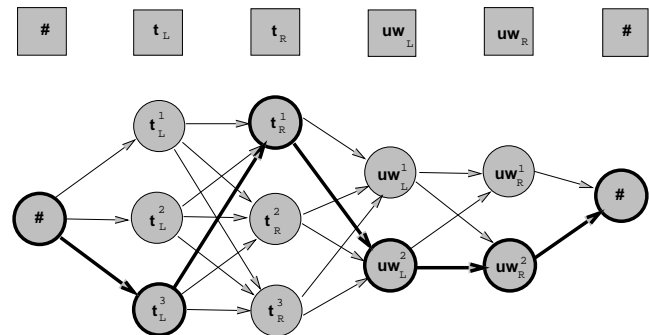 # t_L t_R uw_L uw_R #
t_L^1 t_R^1
uw_L^1 uw_R^1
# t_L^2 t_R^2 #
uw_L^2 uw_R^2
t_L^3 t_R^3